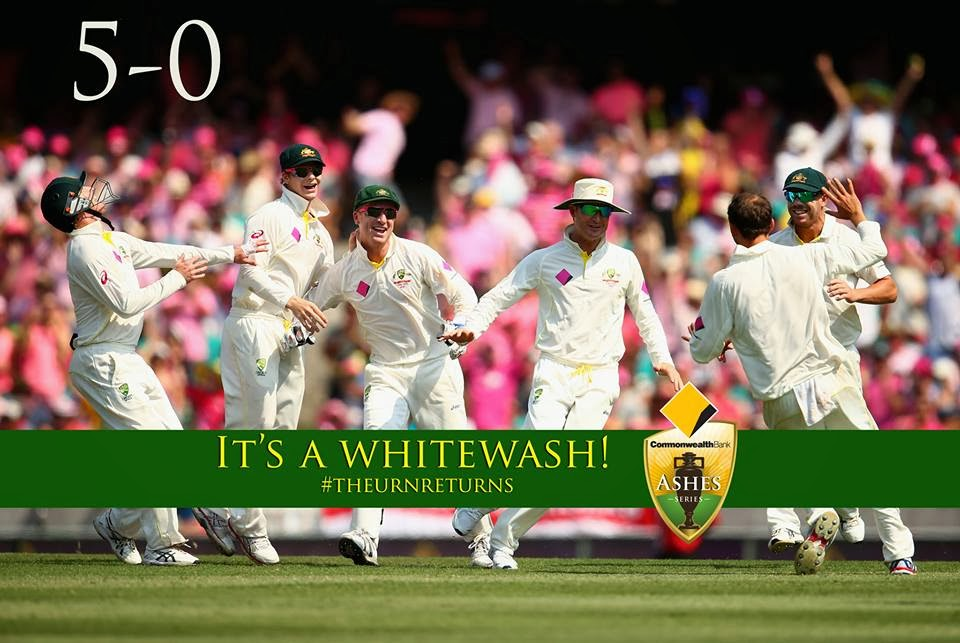 5-0
IT'S A WHITEWASH!
#THEURNRETURNS
CommonwealthBank
ASHES
SERIES